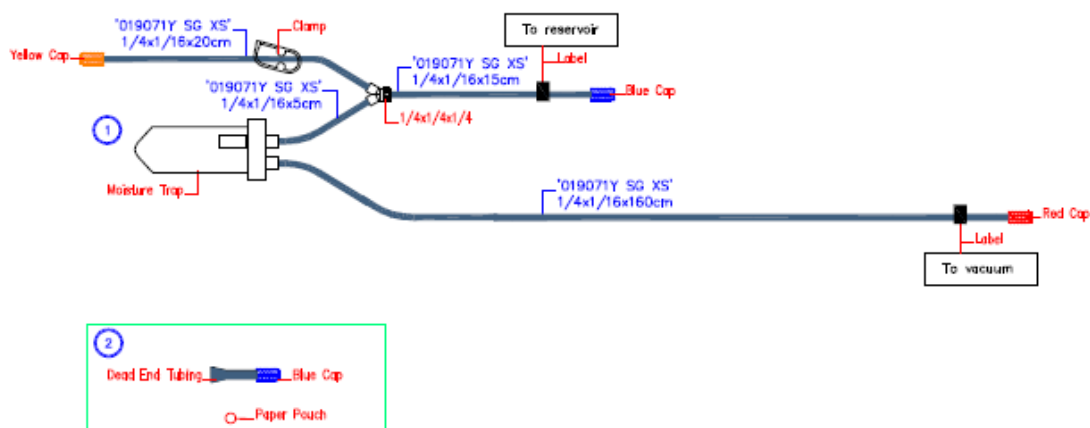 "019071Y SG XS"
1/4x1/16x20cm
Clamp
To reservoir
Yellow Cap
Label
"019071Y SG XS"
1/4x1/16x15cm
Blue Cap
"019071Y SG XS"
1/4x1/16x5cm
1/4x1/4x1/4
1
Moisture Trap
"019071Y SG XS"
1/4x1/16x160cm
Red Cap
Label
To vacuum
2
Dead End Tubing
Blue Cap
Paper Pouch